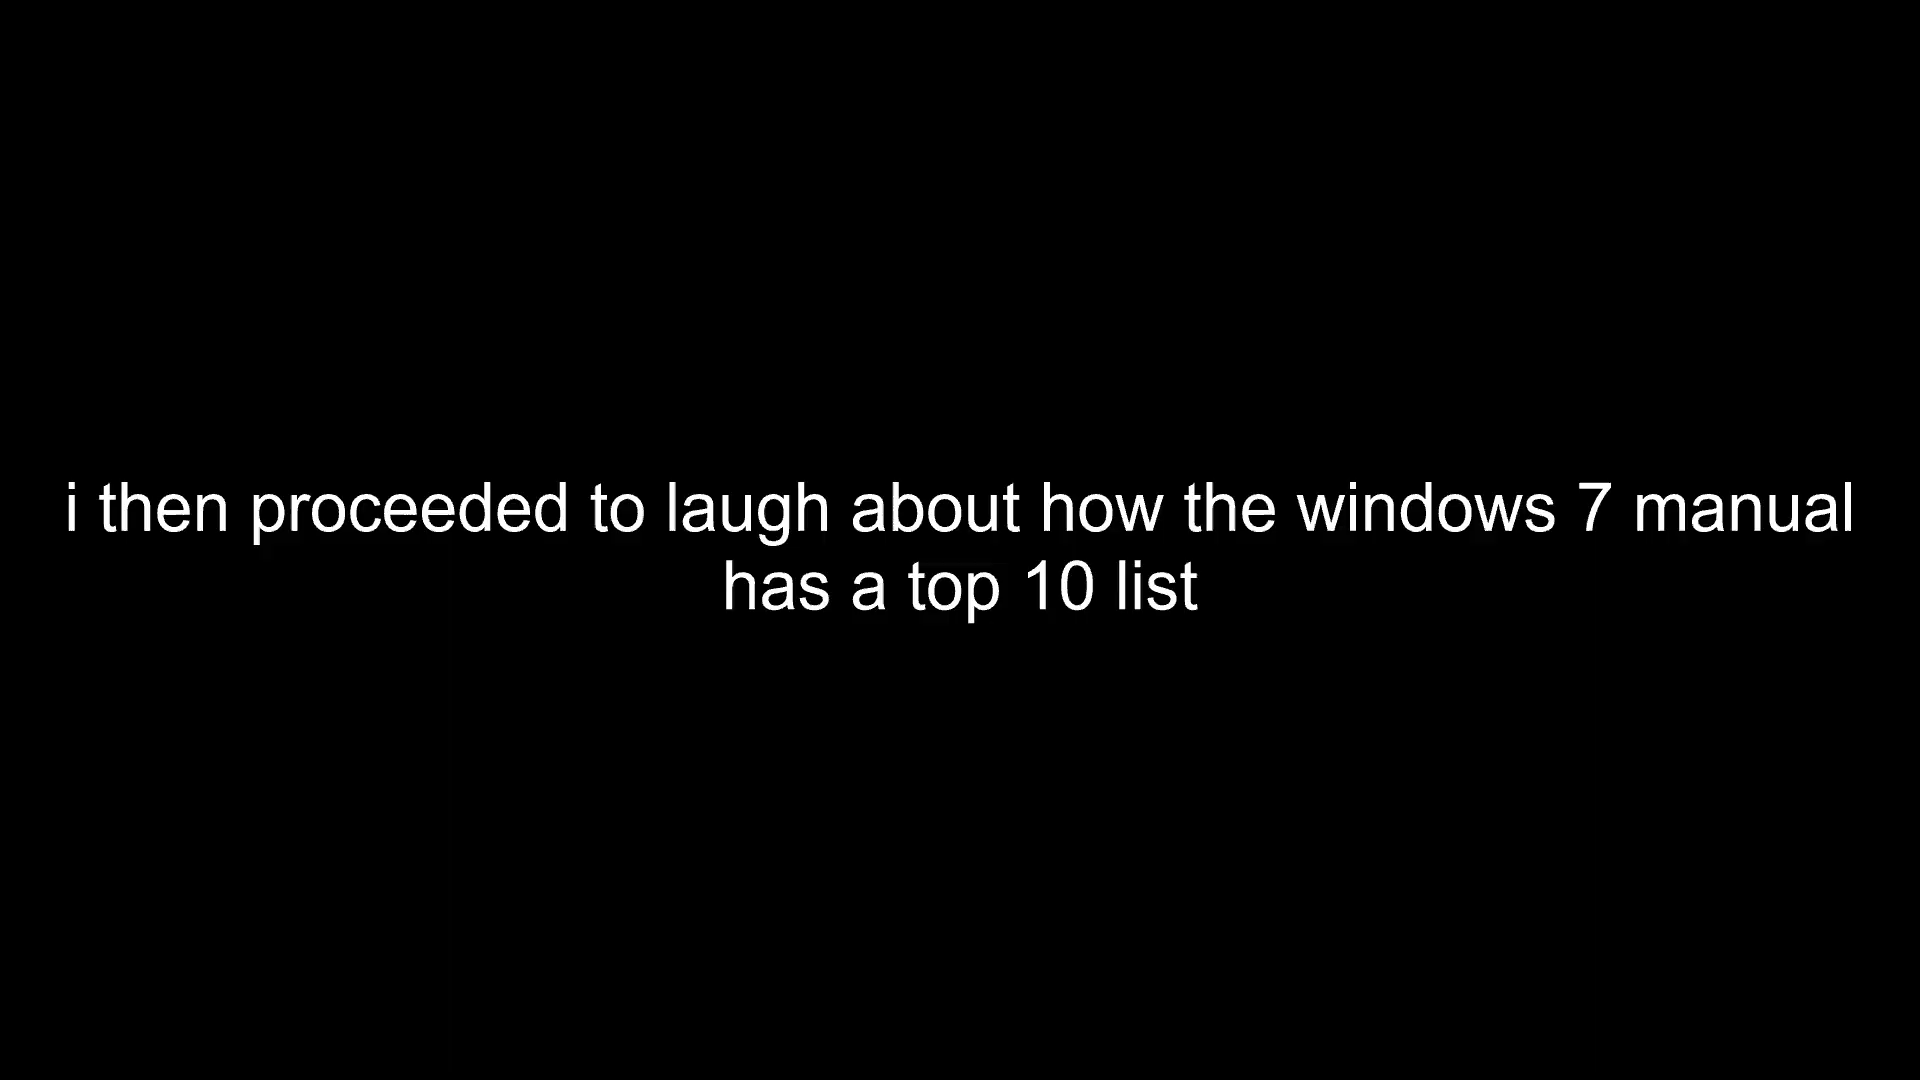 i then proceeded to laugh about how the windows 7 manual
has a top 10 list